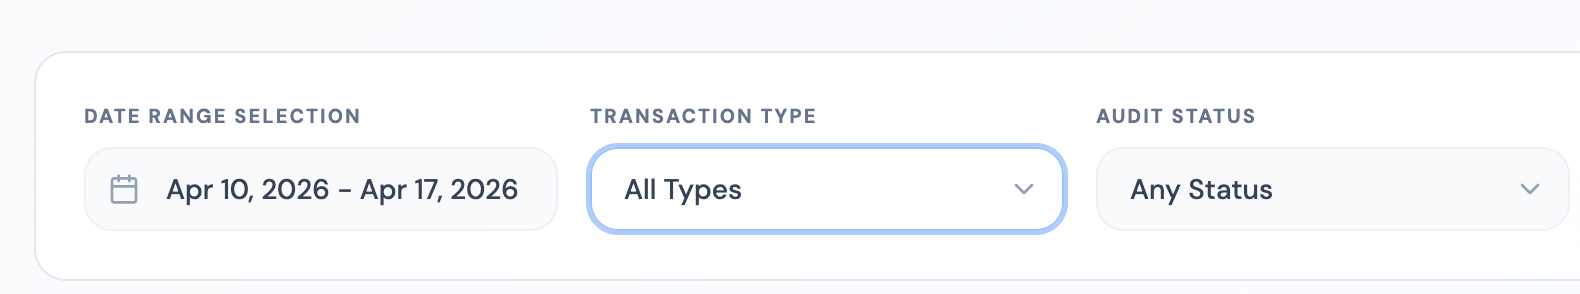 DATE RANGE SELECTION
Apr 10, 2026 - Apr 17, 2026
TRANSACTION TYPE
All Types
AUDIT STATUS
Any Status